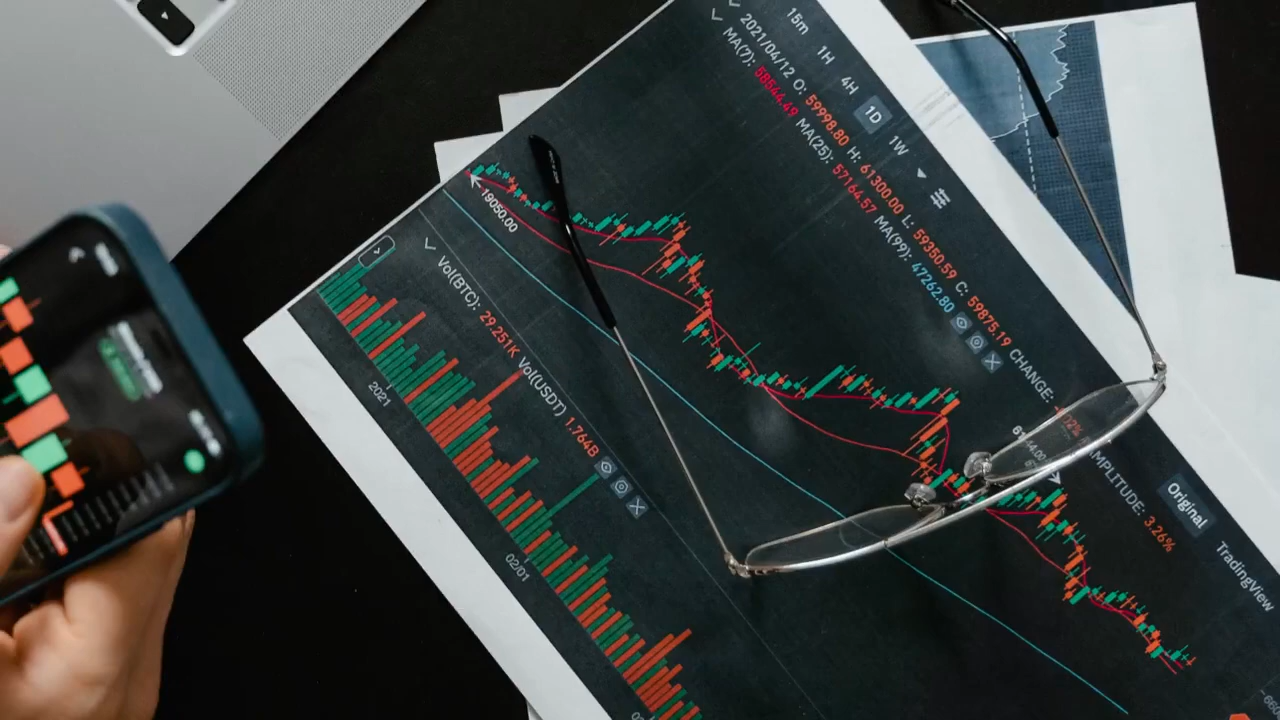 15m 1H 4H 1D 1W
2021/04/12 O: 59998.80 H: 61300.00 L: 59350.59 C: 59875.19 CHANGE: AMPLITUDE: 3.26%
MA(7): 58544.49 MA(25): 57164.57 MA(99): 47262.80
Original
TradingView
19050.00
Vol(BTC): 29.251K Vol(USDT) 1.764B
2021
02/01